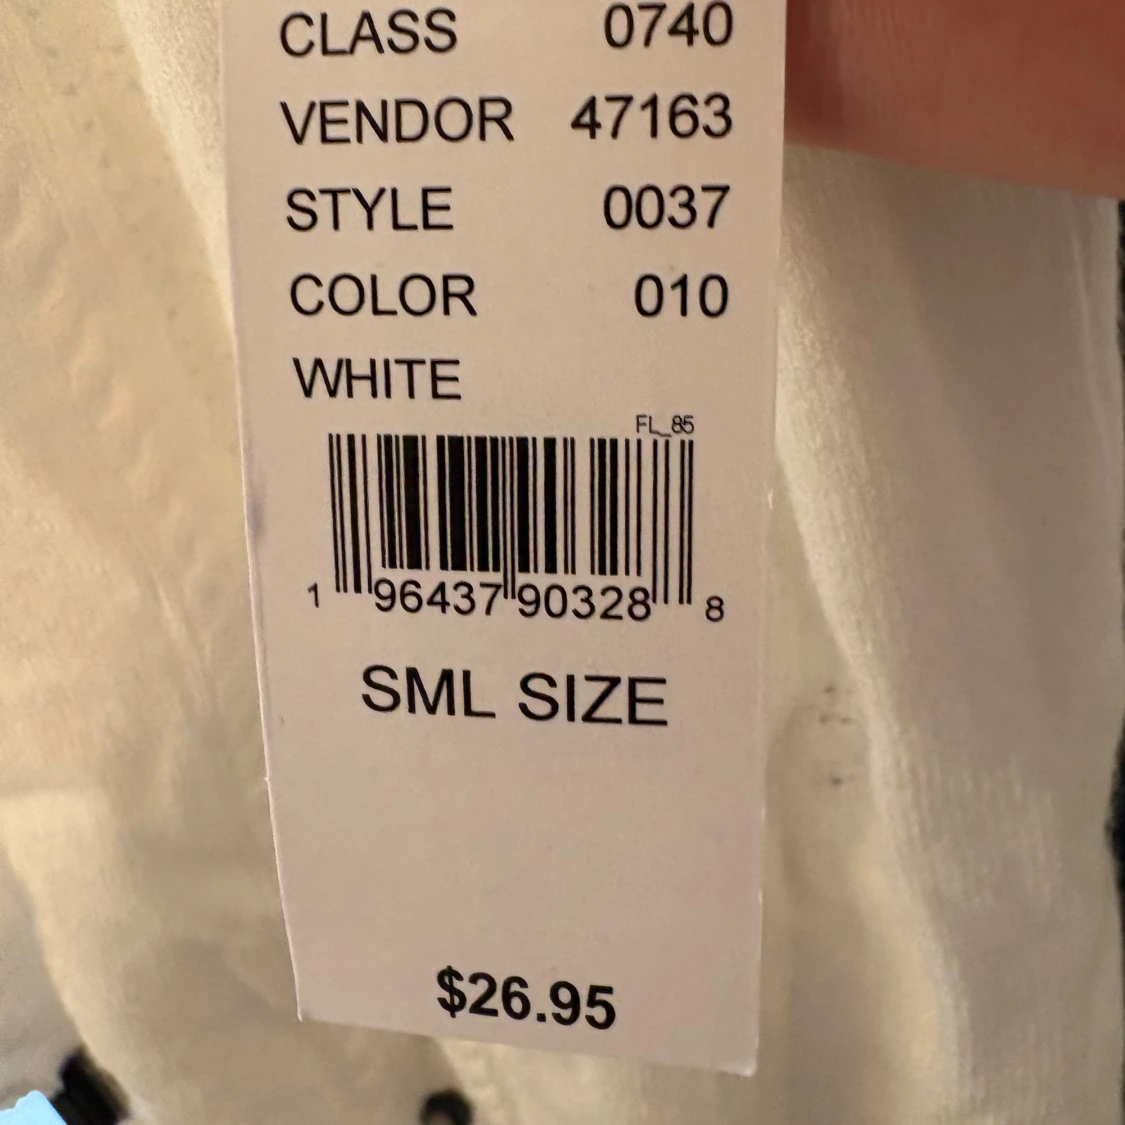 CLASS 0740
VENDOR 47163
STYLE 0037
COLOR 010
WHITE
FL_85
1 96437 90328 8
SML SIZE
$26.95